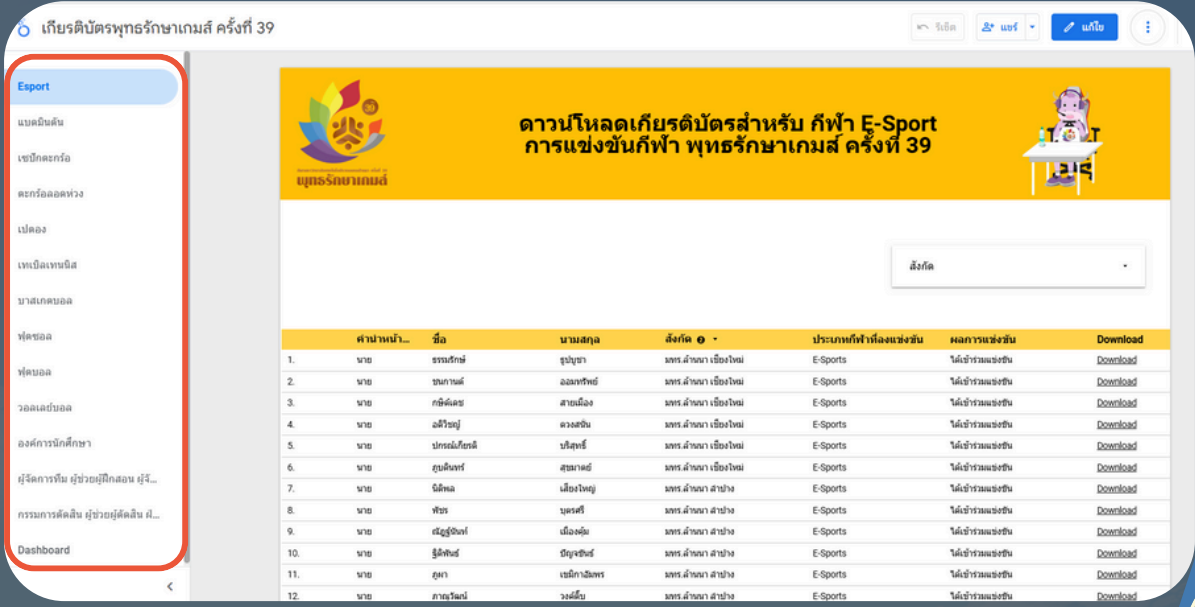 เกียรติบัตรพุทธรักษาเกมส์ ครั้งที่ 39
รีเซ็ต
แชร์
แก้ไข
Esport
แบดมินตัน
เซปักตะกร้อ
ตะกร้อลอดห่วง
เปตอง
เทเบิลเทนนิส
บาสเกตบอล
ฟุตซอล
ฟุตบอล
วอลเลย์บอล
องค์การนักศึกษา
ผู้จัดการทีม ผู้ช่วยผู้ฝึกสอน ผู้จั...
กรรมการตัดสิน ผู้ช่วยผู้ตัดสิน ฝ่...
Dashboard
39
พุทธรักษาเกมส์
ดาวน์โหลดเกียรติบัตรสำหรับ กีฬา E-Sport
การแข่งขันกีฬา พุทธรักษาเกมส์ ครั้งที่ 39
สังกัด
คำนำหน้า... ชื่อ นามสกุล สังกัด ประเภทกีฬาที่ลงแข่งขัน ผลการแข่งขัน Download
1. นาย ธรรมรักษ์ ธูปบูชา มทร.ล้านนา เชียงใหม่ E-Sports ได้เข้าร่วมแข่งขัน Download
2. นาย ชนกานต์ ออมทรัพย์ มทร.ล้านนา เชียงใหม่ E-Sports ได้เข้าร่วมแข่งขัน Download
3. นาย กษิด์เดช สายเมือง มทร.ล้านนา เชียงใหม่ E-Sports ได้เข้าร่วมแข่งขัน Download
4. นาย อติวิชญ์ ดวงสนั่น มทร.ล้านนา เชียงใหม่ E-Sports ได้เข้าร่วมแข่งขัน Download
5. นาย ปกรณ์เกียรติ บริสุทธิ์ มทร.ล้านนา เชียงใหม่ E-Sports ได้เข้าร่วมแข่งขัน Download
6. นาย ภูบดินทร์ สุขมาตย์ มทร.ล้านนา เชียงใหม่ E-Sports ได้เข้าร่วมแข่งขัน Download
7. นาย นิติพล เสียงใหญ่ มทร.ล้านนา ลำปาง E-Sports ได้เข้าร่วมแข่งขัน Download
8. นาย พัชร บุตรศรี มทร.ล้านนา ลำปาง E-Sports ได้เข้าร่วมแข่งขัน Download
9. นาย ณัฏฐ์นันท์ เมืองคุ้ม มทร.ล้านนา ลำปาง E-Sports ได้เข้าร่วมแข่งขัน Download
10. นาย ฐิติพันธ์ ปัญจขันธ์ มทร.ล้านนา ลำปาง E-Sports ได้เข้าร่วมแข่งขัน Download
11. นาย ภูผา เขมิกาอัมพร มทร.ล้านนา ลำปาง E-Sports ได้เข้าร่วมแข่งขัน Download
12. นาย ภาณุวัฒน์ วงค์ตั๊บ มทร.ล้านนา ลำปาง E-Sports ได้เข้าร่วมแข่งขัน Download